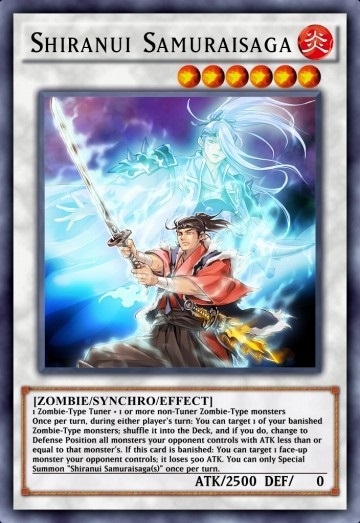 SHIRANUI SAMURAISAGA
炎
[ZOMBIE/SYNCHRO/EFFECT]
1 Zombie-Type Tuner + 1 or more non-Tuner Zombie-Type monsters
Once per turn, during either player's turn: You can target 1 of your banished
Zombie-Type monsters; shuffle it into the Deck, and if you do, change to
Defense Position all monsters your opponent controls with ATK less than or
equal to that monster's. If this card is banished: You can target 1 face-up
monster your opponent controls; it loses 500 ATK. You can only Special
Summon "Shiranui Samuraisaga(s)" once per turn.
ATK/2500 DEF/ 0